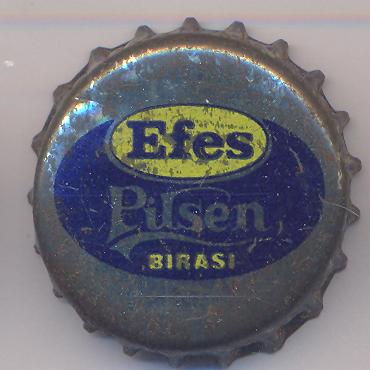 Efes
Pilsen
BIRASI